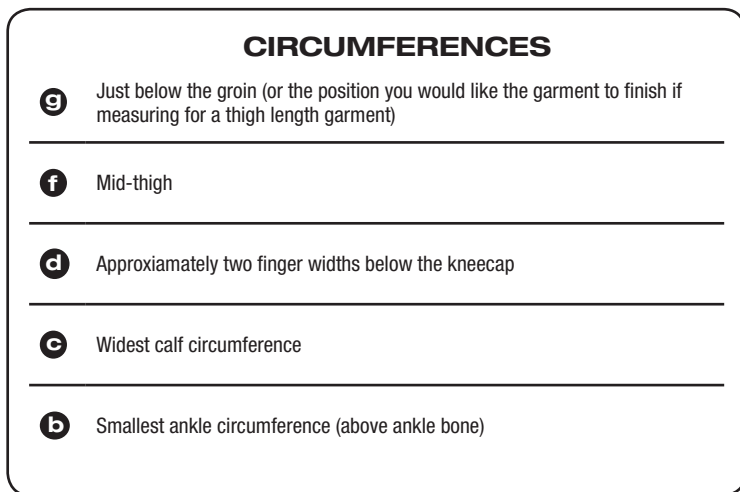 CIRCUMFERENCES
g Just below the groin (or the position you would like the garment to finish if
measuring for a thigh length garment)
f Mid-thigh
d Approxiamately two finger widths below the kneecap
c Widest calf circumference
b Smallest ankle circumference (above ankle bone)